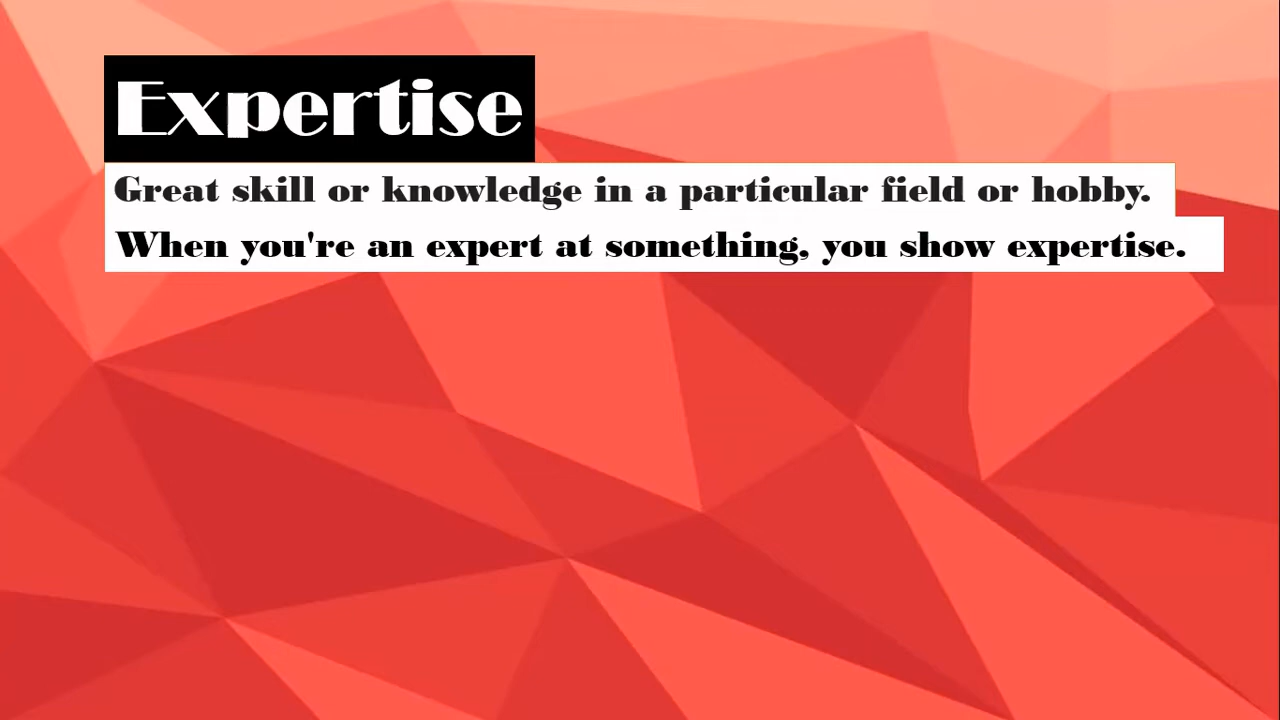 Expertise
Great skill or knowledge in a particular field or hobby.
When you're an expert at something, you show expertise.